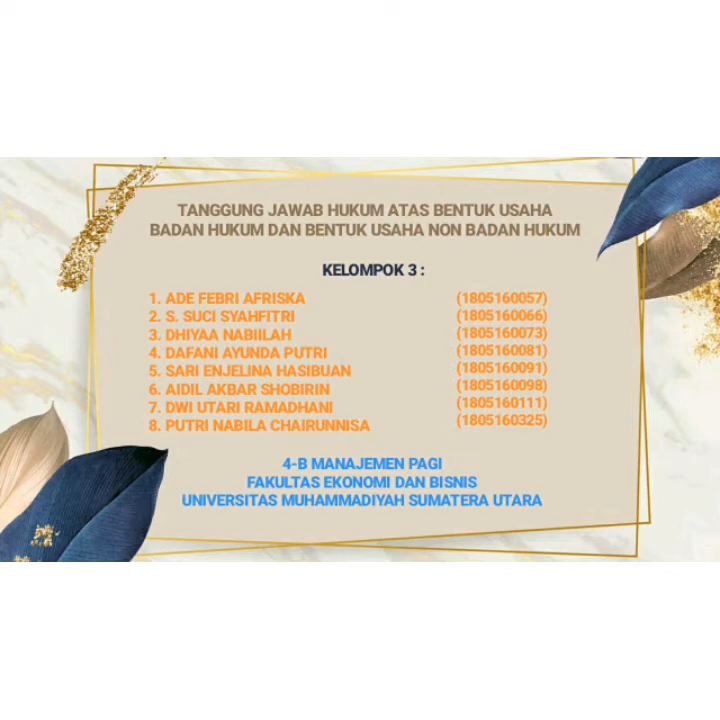 TANGGUNG JAWAB HUKUM ATAS BENTUK USAHA
BADAN HUKUM DAN BENTUK USAHA NON BADAN HUKUM
KELOMPOK 3 :
1. ADE FEBRI AFRISKA (1805160057)
2. S. SUCI SYAHFITRI (1805160066)
3. DHIYAA NABIILAH (1805160073)
4. DAFANI AYUNDA PUTRI (1805160081)
5. SARI ENJELINA HASIBUAN (1805160091)
6. AIDIL AKBAR SHOBIRIN (1805160098)
7. DWI UTARI RAMADHANI (1805160111)
8. PUTRI NABILA CHAIRUNNISA (1805160325)
4-B MANAJEMEN PAGI
FAKULTAS EKONOMI DAN BISNIS
UNIVERSITAS MUHAMMADIYAH SUMATERA UTARA